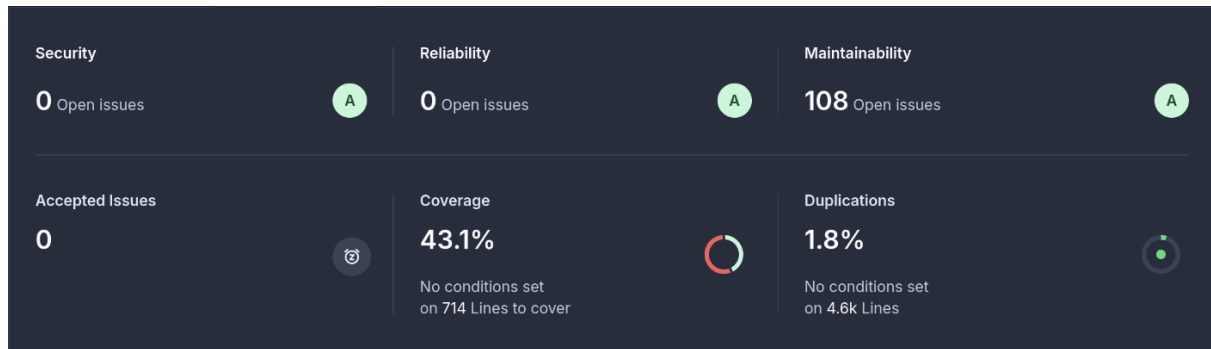 Security
0 Open issues
A
Reliability
0 Open issues
A
Maintainability
108 Open issues
A
Accepted Issues
0
Coverage
43.1%
No conditions set
on 714 Lines to cover
Duplications
1.8%
No conditions set
on 4.6k Lines